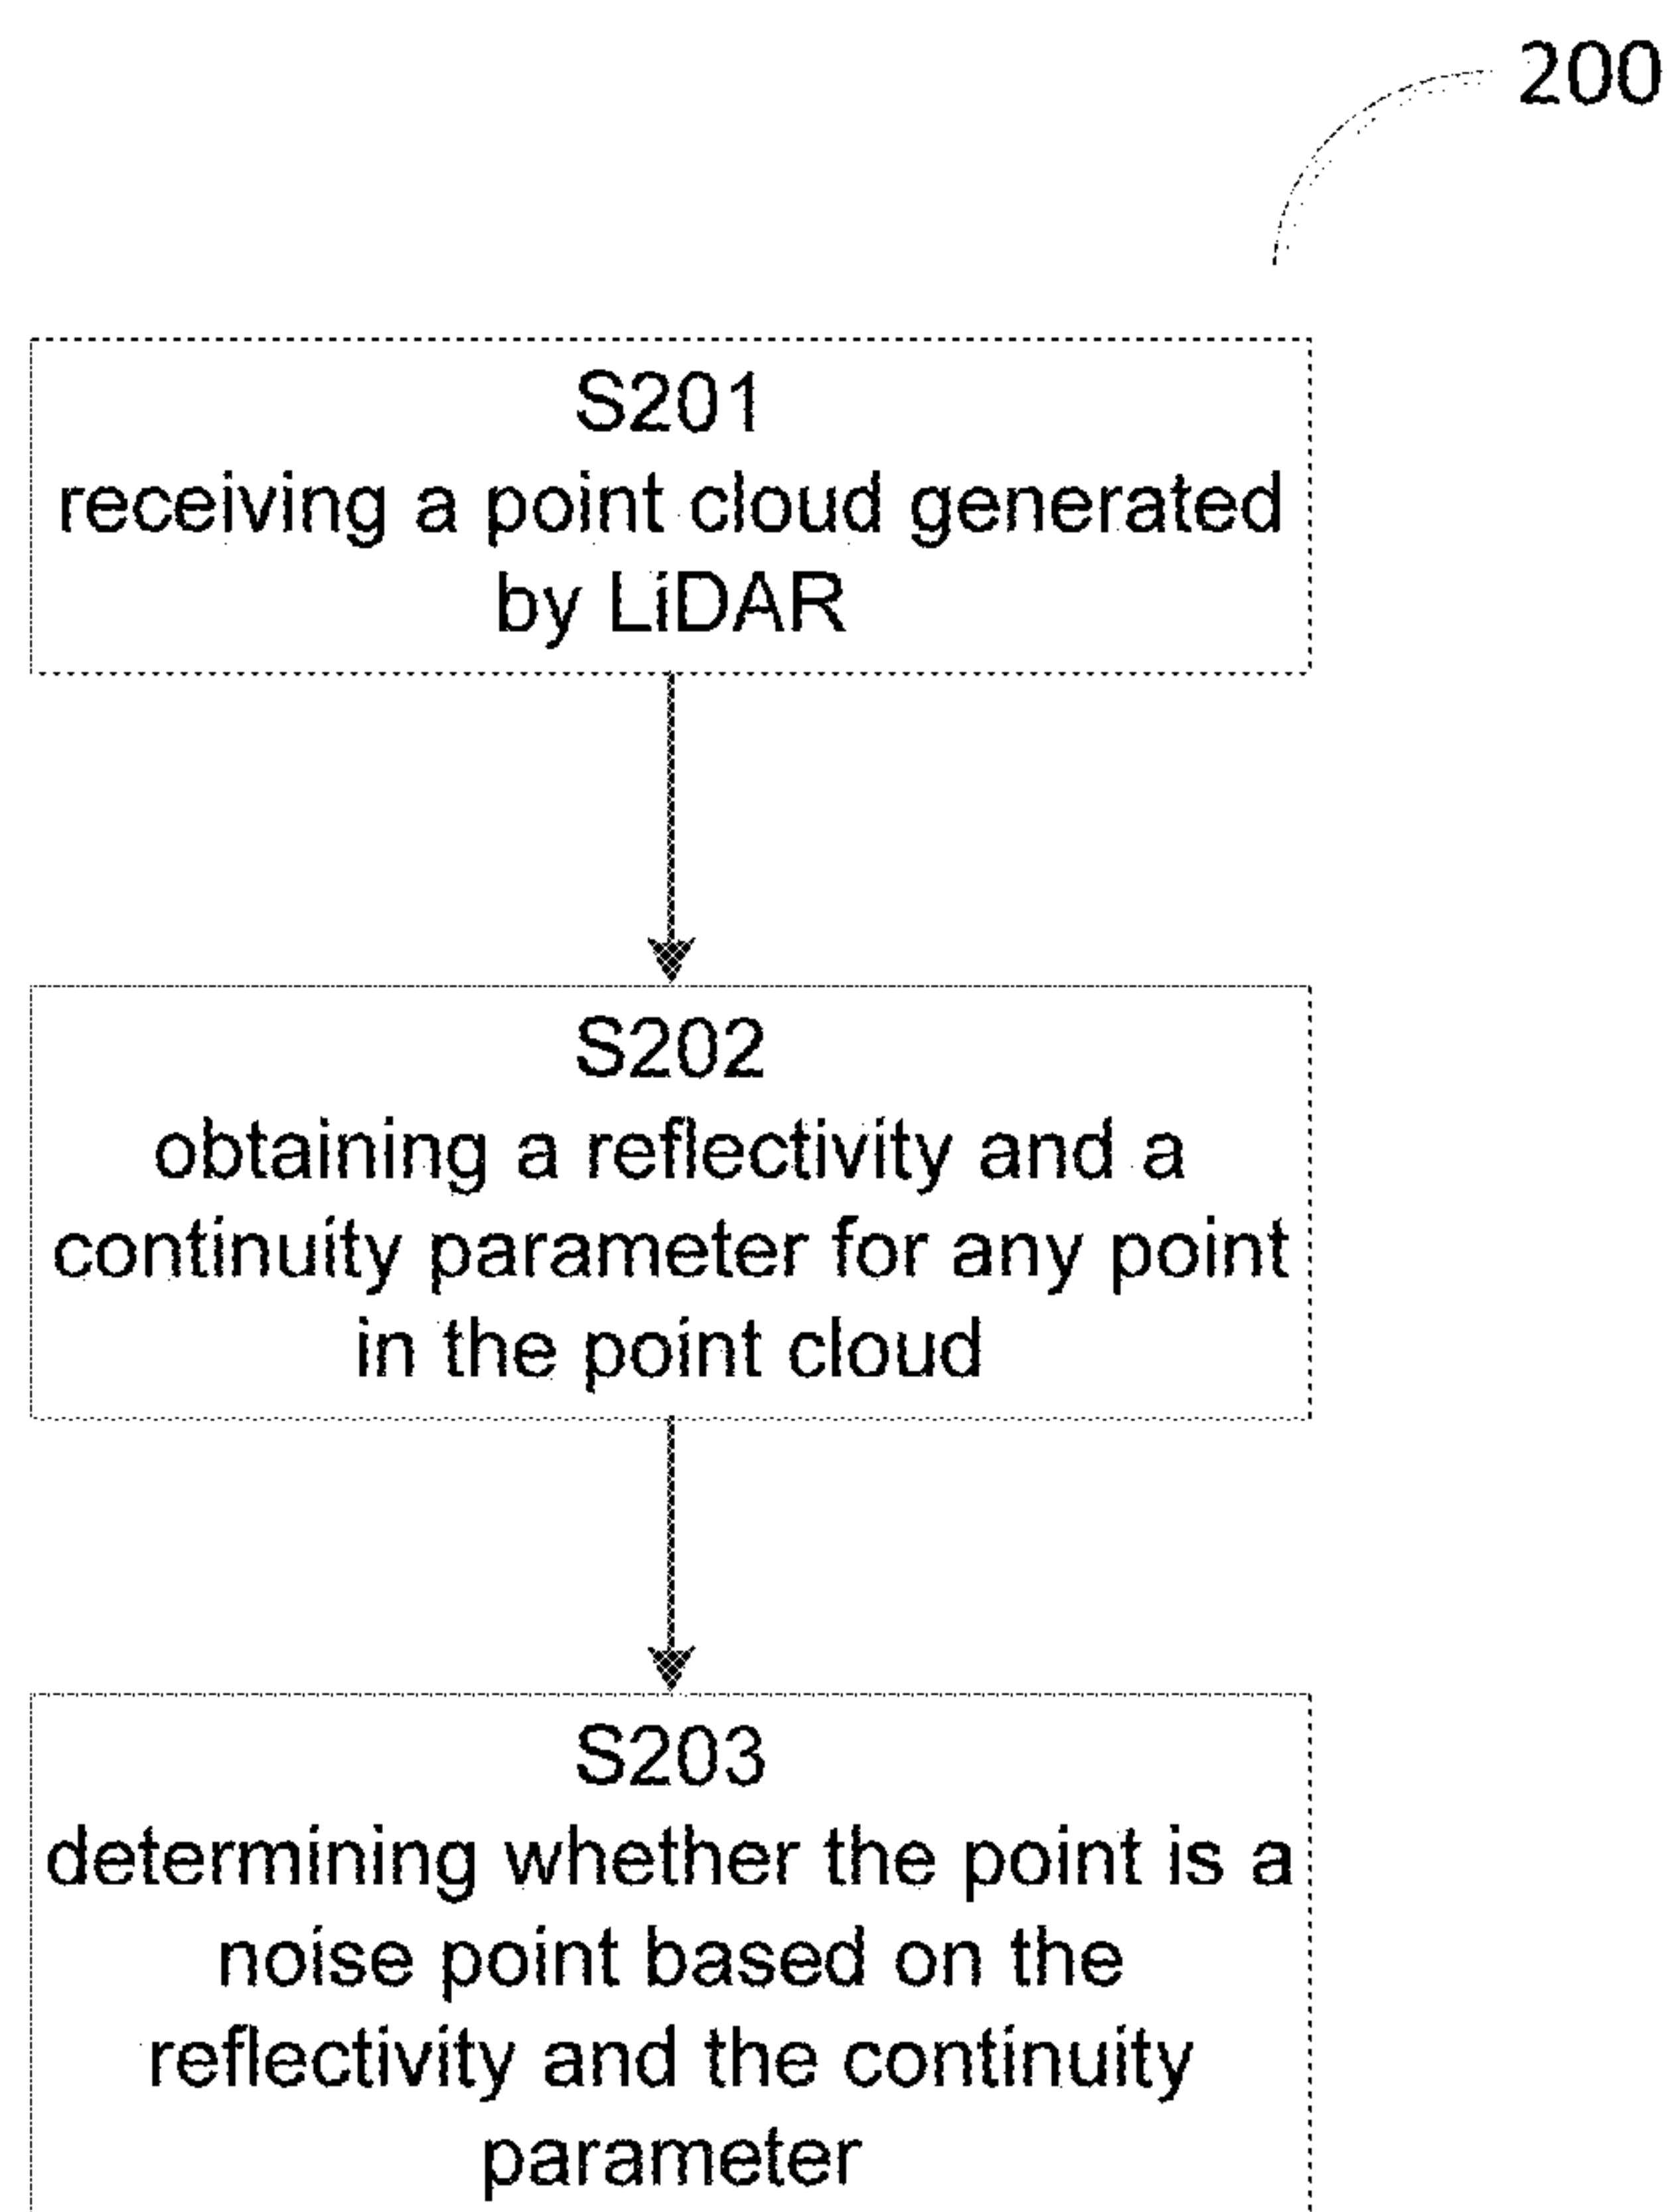 200
S201
receiving a point cloud generated
by LiDAR
S202
obtaining a reflectivity and a
continuity parameter for any point
in the point cloud
S203
determining whether the point is a
noise point based on the
reflectivity and the continuity
parameter